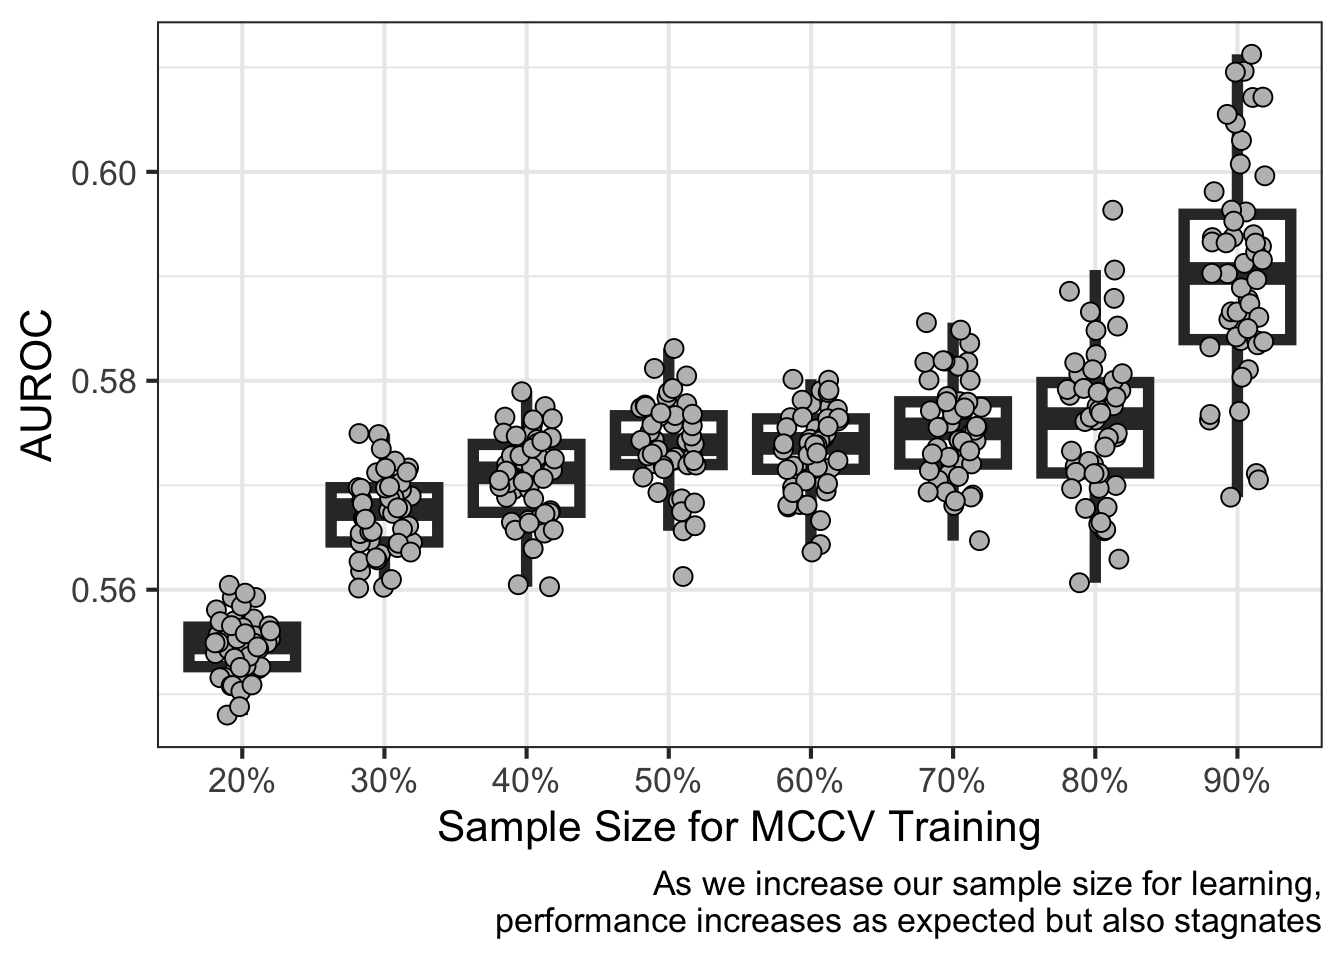 AUROC
0.60
0.58
0.56
20% 30% 40% 50% 60% 70% 80% 90%
Sample Size for MCCV Training
As we increase our sample size for learning,
performance increases as expected but also stagnates